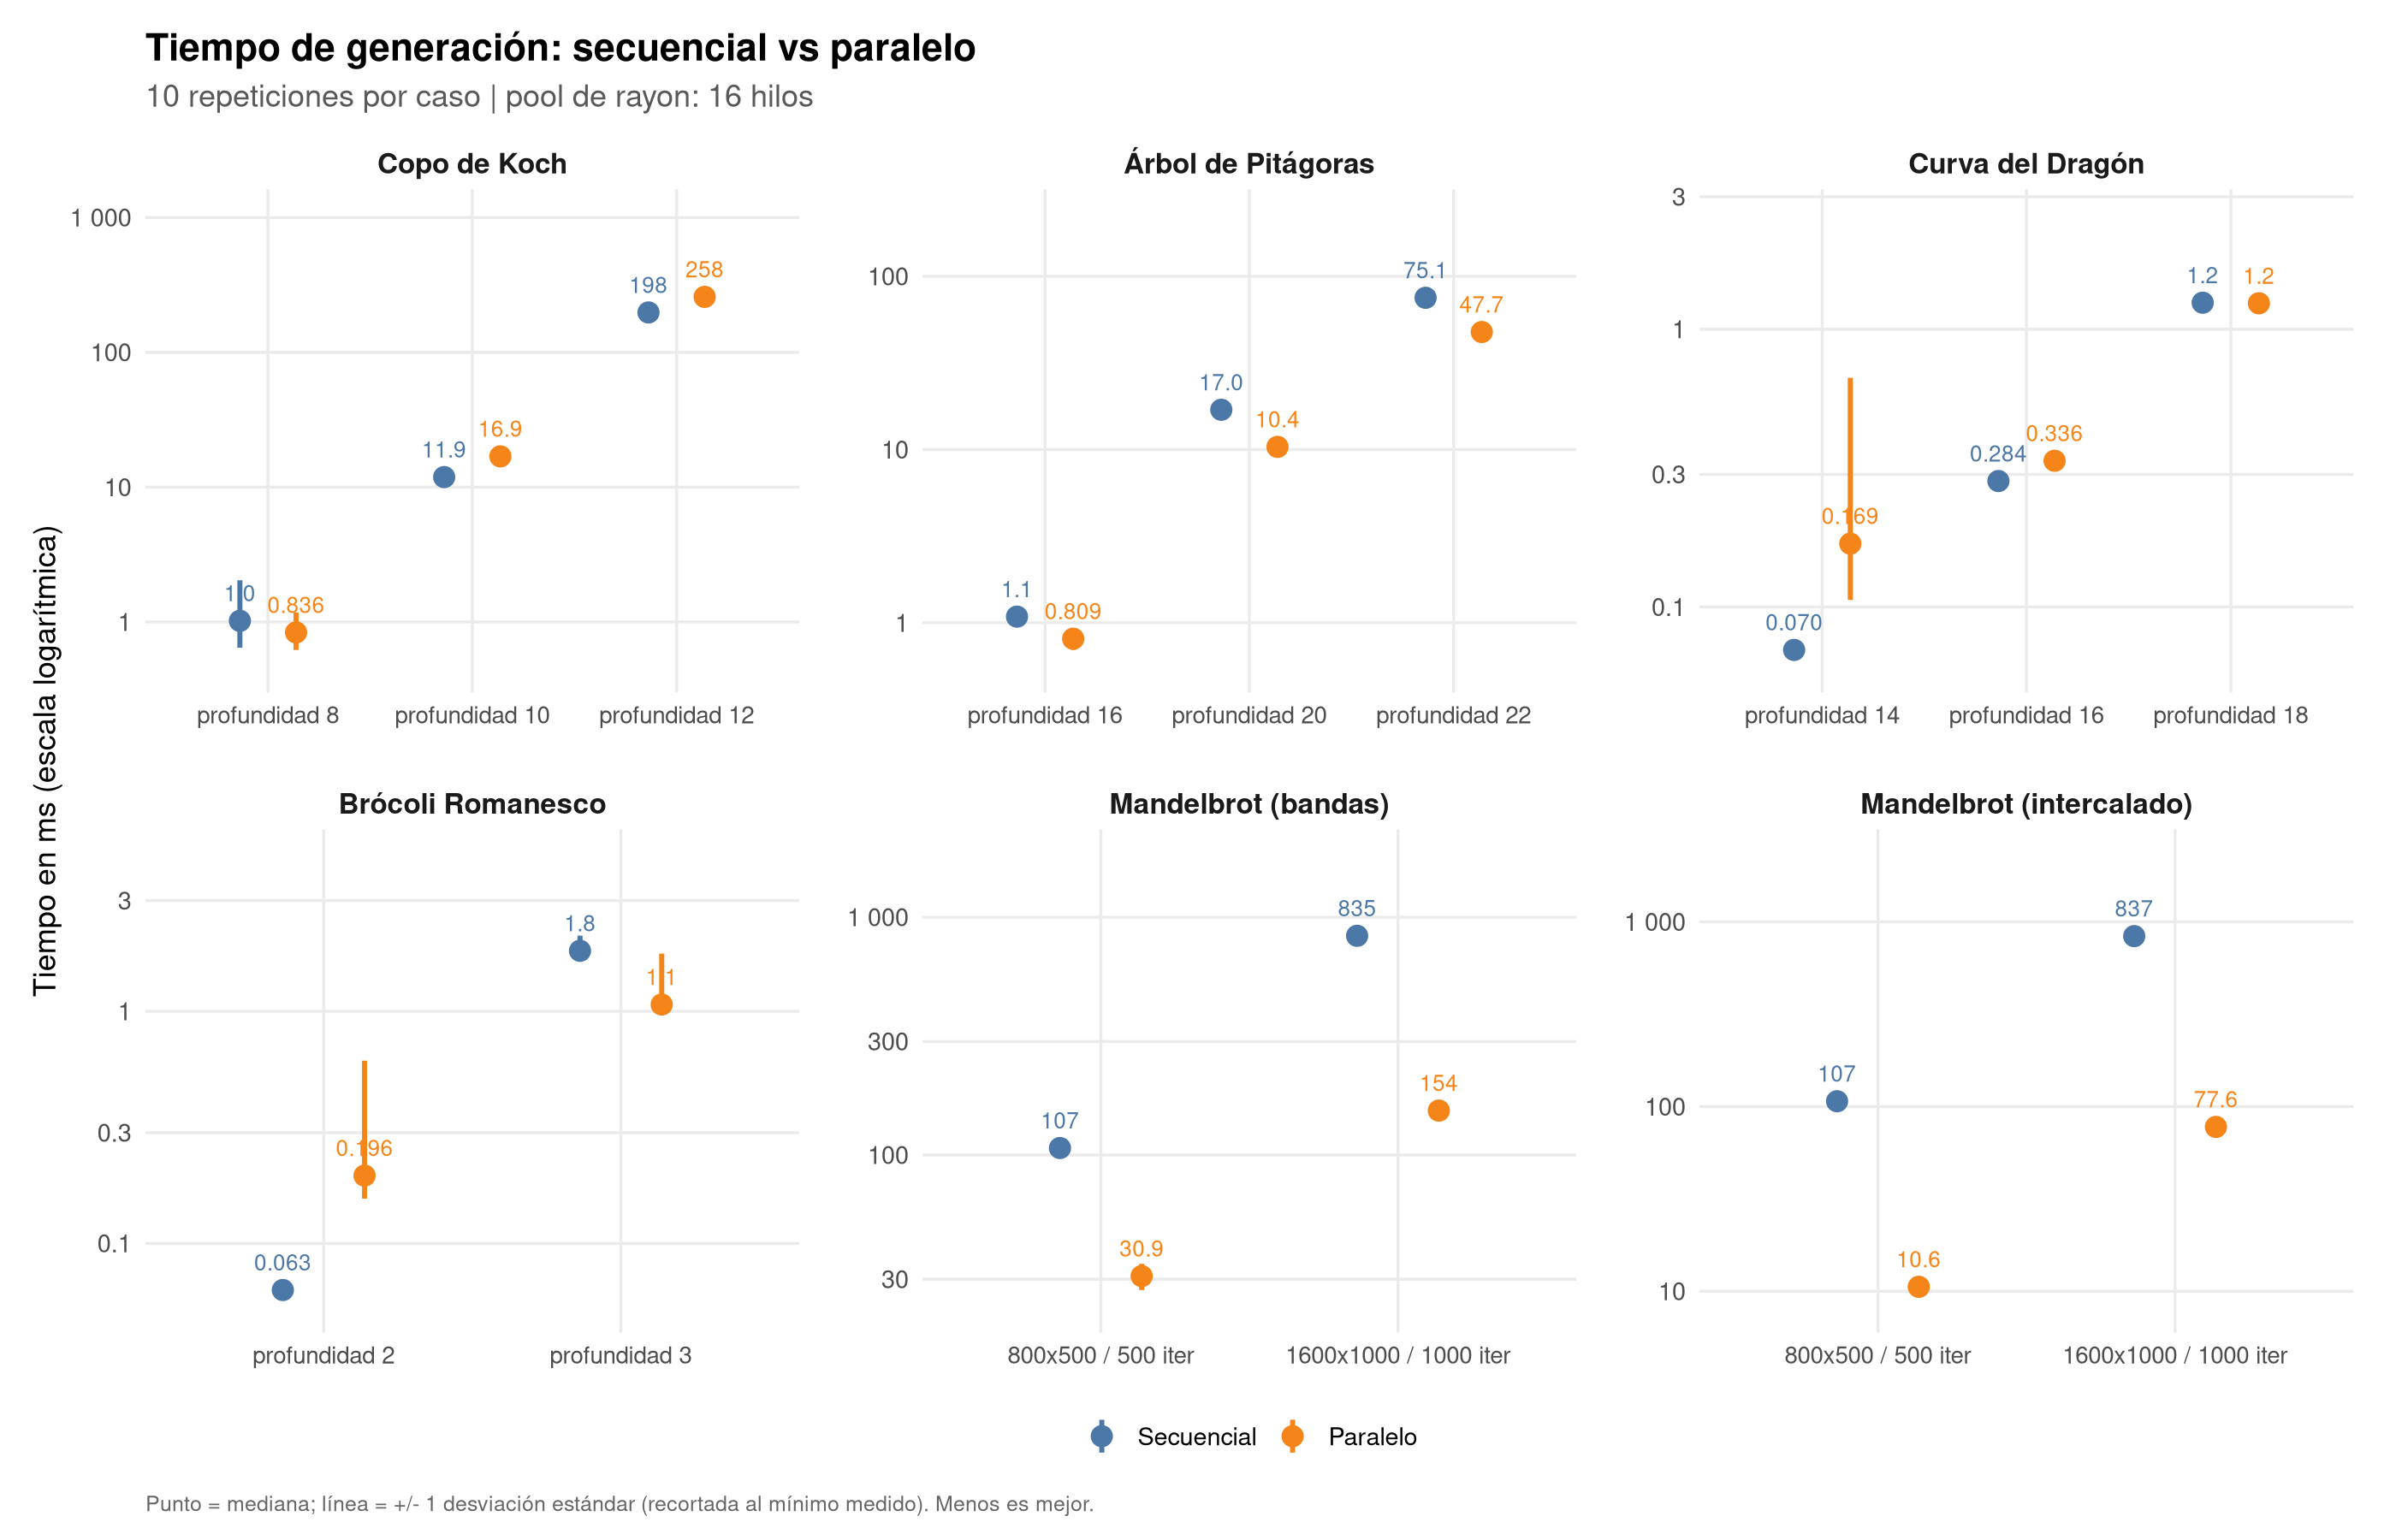 Tiempo de generación: secuencial vs paralelo
10 repeticiones por caso | pool de rayon: 16 hilos
Tiempo en ms (escala logarítmica)
Copo de Koch
1 000
100
10
1
1.0
0.836
11.9
16.9
198
258
profundidad 8
profundidad 10
profundidad 12
Árbol de Pitágoras
100
10
1
1.1
0.809
17.0
10.4
75.1
47.7
profundidad 16
profundidad 20
profundidad 22
Curva del Dragón
3
1
0.3
0.1
0.070
0.169
0.284
0.336
1.2
1.2
profundidad 14
profundidad 16
profundidad 18
Brócoli Romanesco
3
1
0.3
0.1
0.063
0.196
1.8
1.1
profundidad 2
profundidad 3
Mandelbrot (bandas)
1 000
300
100
30
107
30.9
835
154
800x500 / 500 iter
1600x1000 / 1000 iter
Mandelbrot (intercalado)
1 000
100
10
107
10.6
837
77.6
800x500 / 500 iter
1600x1000 / 1000 iter
Secuencial
Paralelo
Punto = mediana; línea = +/- 1 desviación estándar (recortada al mínimo medido). Menos es mejor.